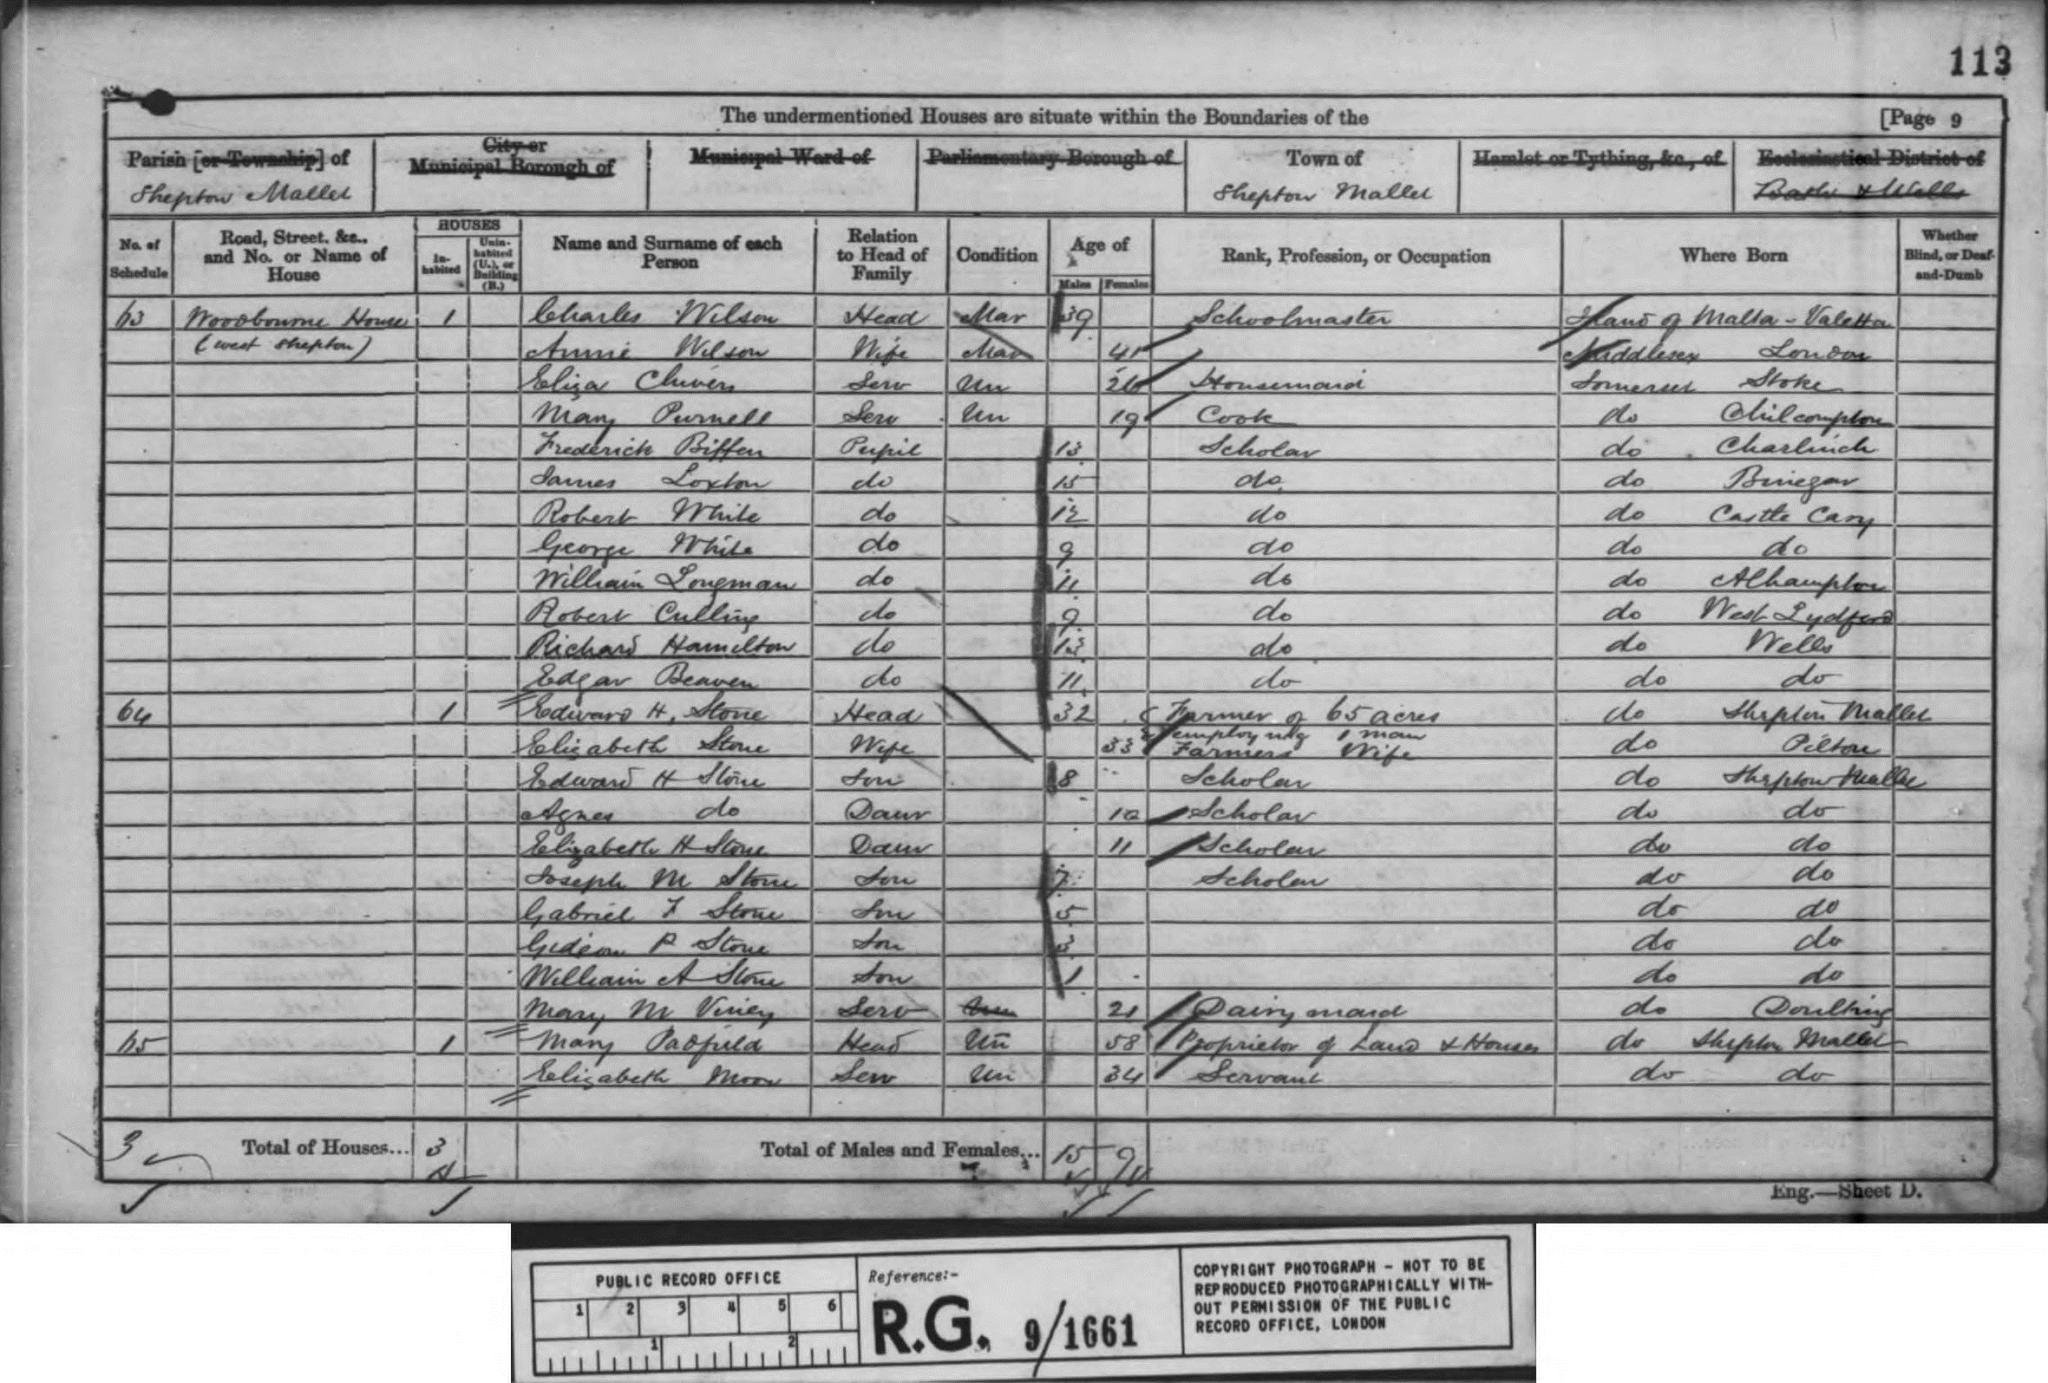 113
The undermentioned Houses are situate within the Boundaries of the [Page 9
Parish [or Township] of City or Municipal Borough of Municipal Ward of Parliamentary Borough of Town of Hamlet or Tything, &c., of Ecclesiastical District of
Shepton Mallet Shepton Mallet Bath & Wells
No. of Schedule Road, Street, &c., and No. or Name of House HOUSES Inhabited Uninhabited (U.), or Building (B.) Name and Surname of each Person Relation to Head of Family Condition Age of Males Females Rank, Profession, or Occupation Where Born Whether Blind, or Deaf-and-Dumb
63 Woodbourne House 1 Charles Wilson Head Mar 39 Schoolmaster Island of Malta - Valetta
(West Shepton) Annie Wilson Wife Mar 41 Middlesex London
Eliza Chivers Serv Un 26 Housemaid Somerset Stoke
Mary Purnell Serv Un 19 Cook do Chilcompton
Frederick Biffen Pupil 13 Scholar do Charlinch
James Loxton do 15 do do Binegar
Robert White do 12 do do Castle Cary
George White do 9 do do do
William Longman do 11 do do Alhampton
Robert Culling do 9 do do West Lydford
Richard Hamilton do 13 do do Wells
Edgar Beaven do 11 do do do
64 1 Edward H. Stone Head 32 Farmer of 65 acres do Shepton Mallet
employing 1 man
Elizabeth Stone Wife 33 Farmers Wife do Pilton
Edward H Stone Son 8 Scholar do Shepton Mallet
Agnes do Daur 10 Scholar do do
Elizabeth H Stone Daur 11 Scholar do do
Joseph M Stone Son 7 Scholar do do
Gabriel F Stone Son 5 do do
Gideon P Stone Son 3 do do
William A Stone Son 1 do do
Mary M Viney Serv Un 21 Dairymaid do Doulting
65 1 Mary Padfield Head Un 58 Proprietor of Land & Houses do Shepton Mallet
Elizabeth Moon Serv Un 34 Servant do do
3 Total of Houses... 3 Total of Males and Females... 15 9
Eng.—Sheet D.
PUBLIC RECORD OFFICE
1 2 3 4 5 6
1 2
Reference:-
R.G. 9/1661
COPYRIGHT PHOTOGRAPH - NOT TO BE
REPRODUCED PHOTOGRAPHICALLY WITH-
OUT PERMISSION OF THE PUBLIC
RECORD OFFICE, LONDON